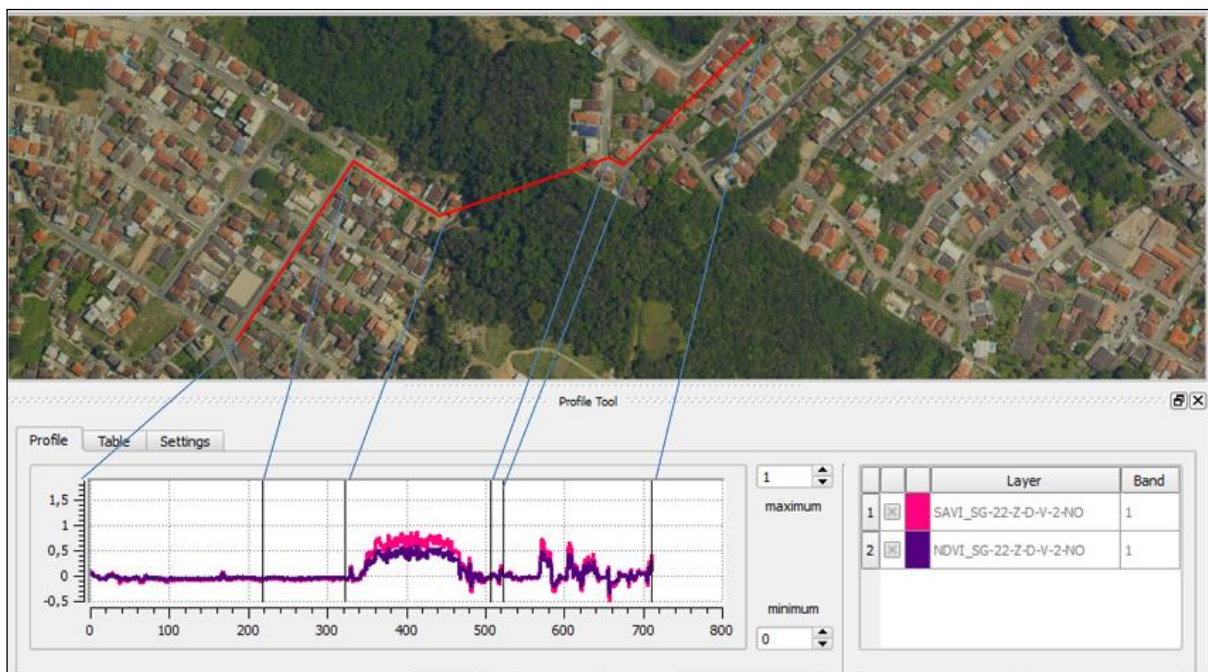 Profile Tool
Profile Table Settings
1,5
1
0,5
0
-0,5
0 100 200 300 400 500 600 700 800
1
maximum
minimum
0
Layer Band
1 SAVI_SG-22-Z-D-V-2-NO 1
2 NDVI_SG-22-Z-D-V-2-NO 1